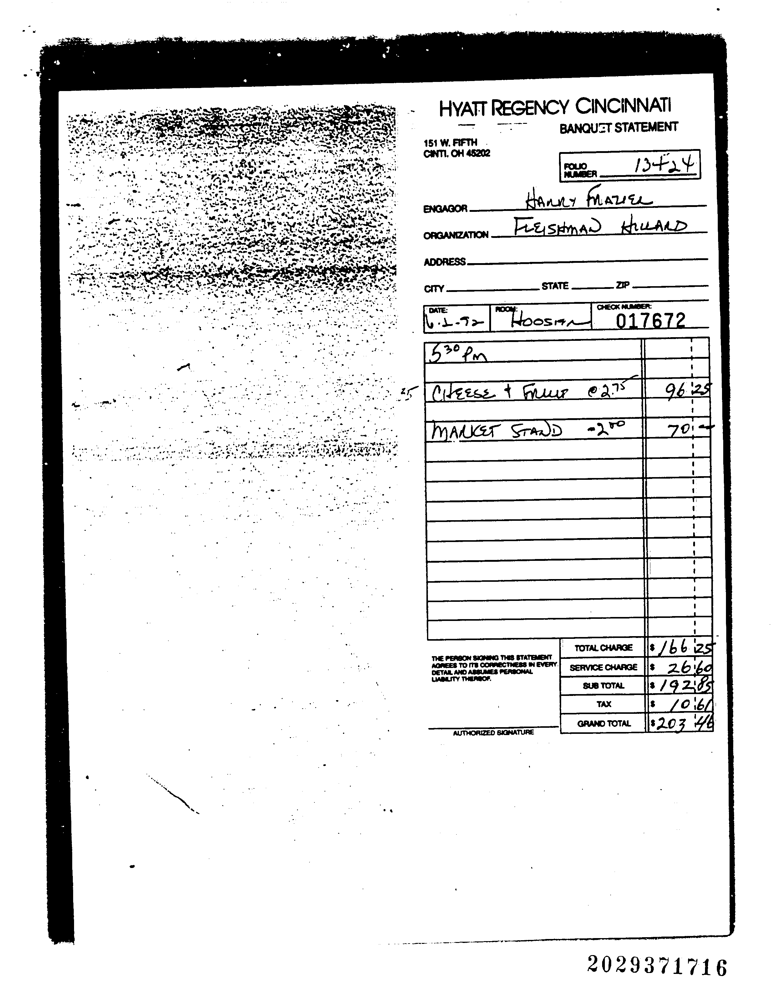 HYATT REGENCY CINCINNATI
BANQUET STATEMENT
151 W. FIFTH
CINTI. OH 45202
FOLIO NUMBER 13424
ENGAGOR HARRY FRAZIER
ORGANIZATION FLEISHMAN HILLARD
ADDRESS
CITY STATE ZIP
DATE: ROOM: CHECK NUMBER:
6.1.92 HOOSIER 017672
5 30 PM
CHEESE + FRUIT @ 2.75 96 25
MARKET STAND -2 00 70 -
TOTAL CHARGE $ 166 25
THE PERSON SIGNING THIS STATEMENT
AGREES TO ITS CORRECTNESS IN EVERY
DETAIL AND ASSUMES PERSONAL
LIABILITY THEREOF.
SERVICE CHARGE $ 26 60
SUB TOTAL $ 192 85
TAX $ 10 61
GRAND TOTAL $ 203 46
AUTHORIZED SIGNATURE
2029371716